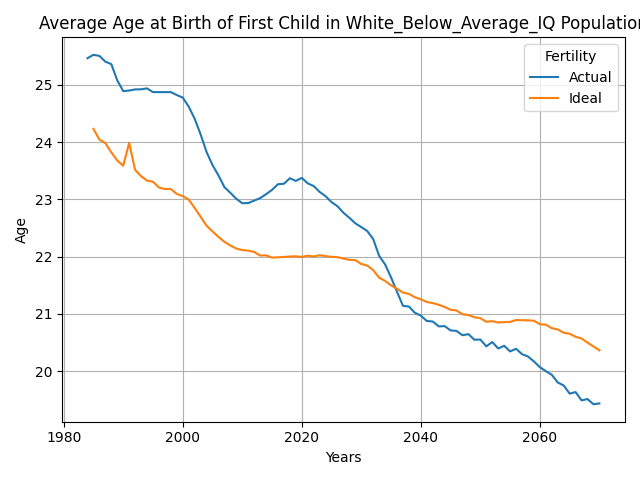 Average Age at Birth of First Child in White_Below_Average_IQ Population
Fertility
Actual
Ideal
25
24
23
22
21
20
Age
1980
2000
2020
2040
2060
Years